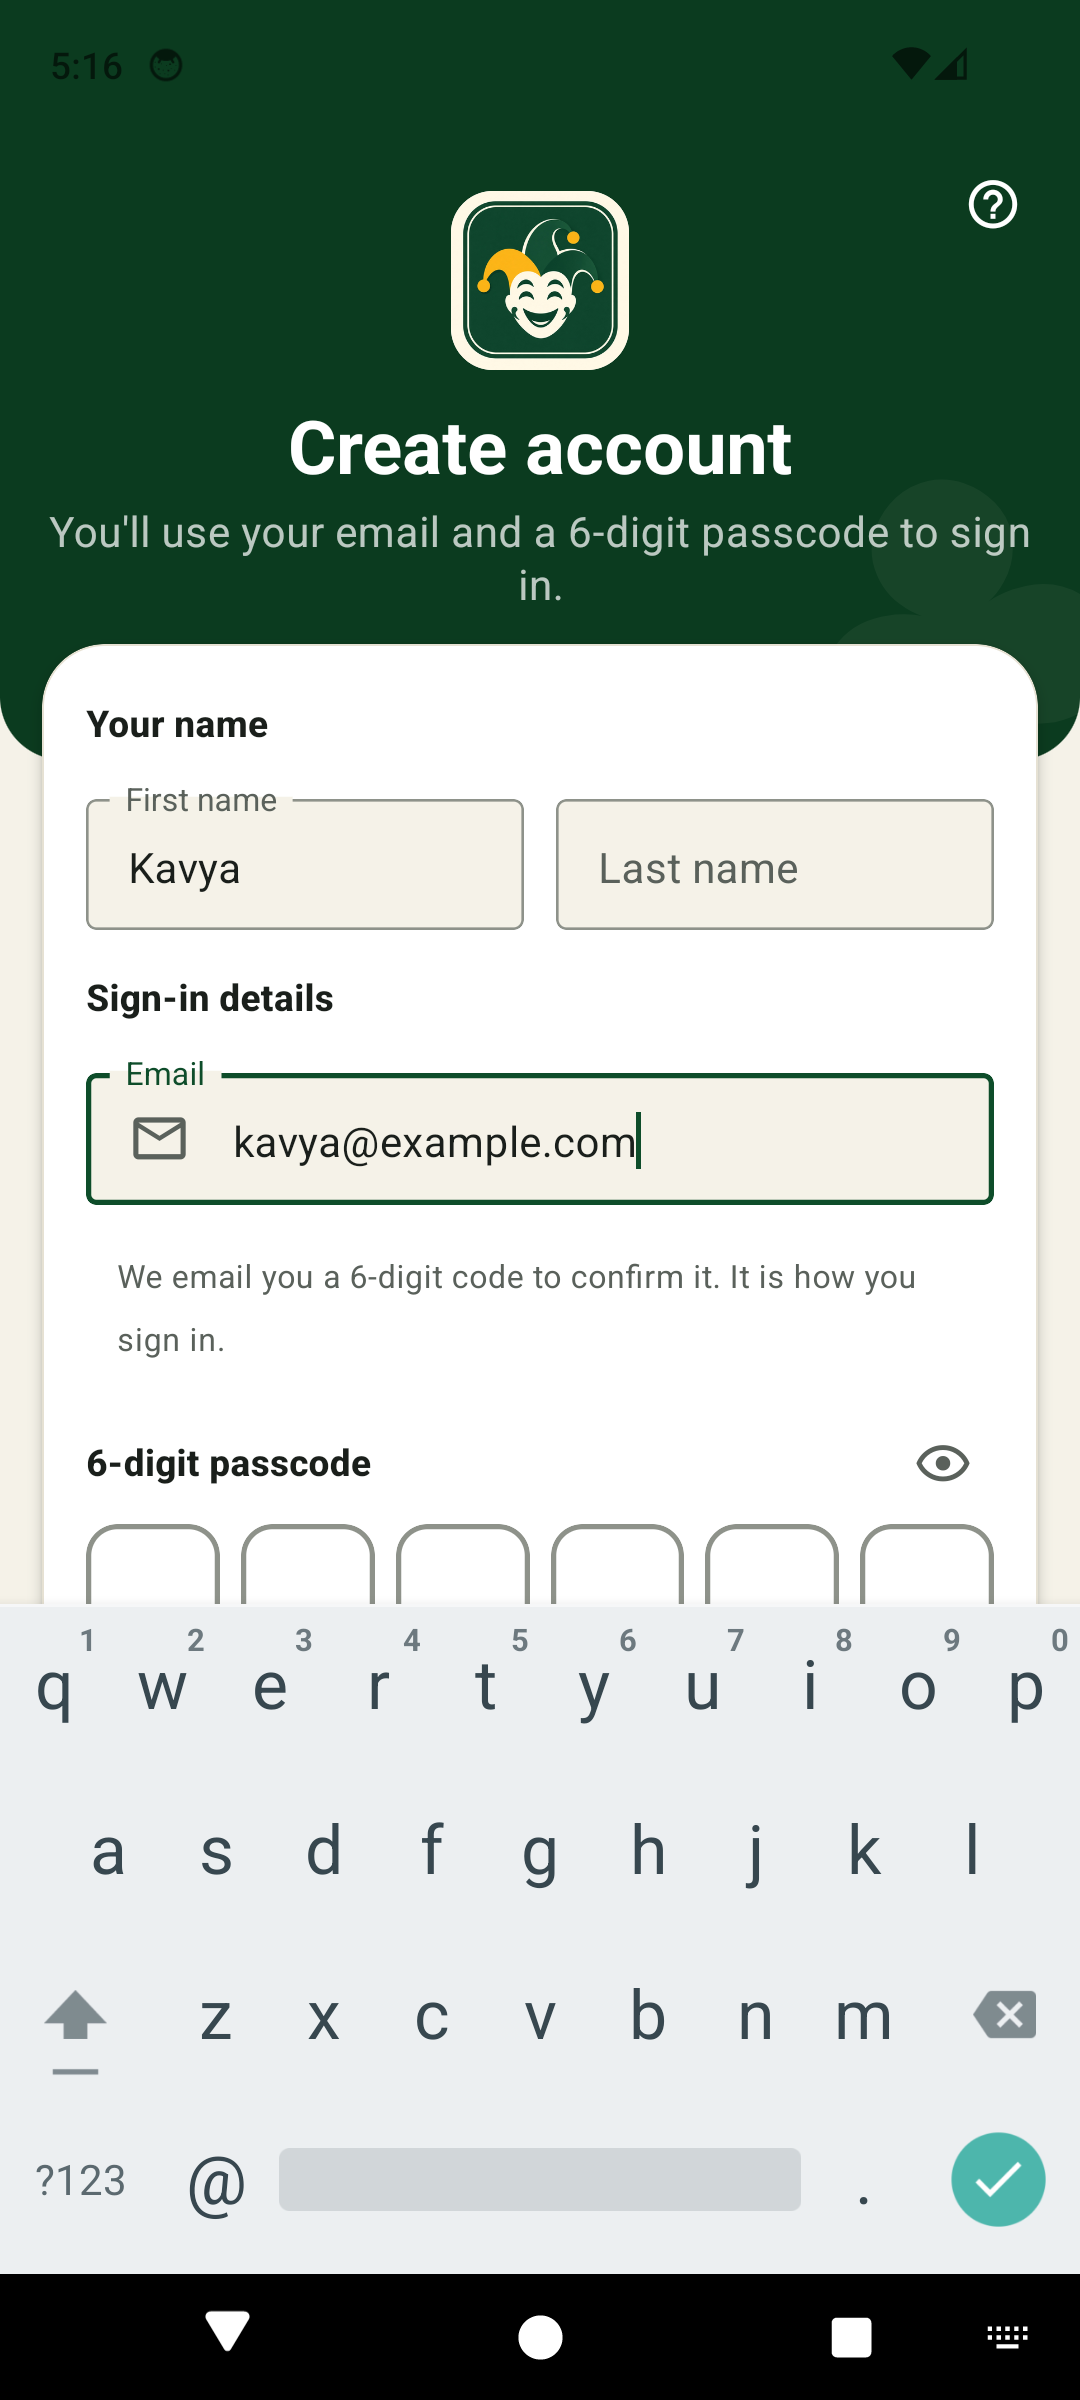 5:16
Create account
You'll use your email and a 6-digit passcode to sign
in.
Your name
First name
Kavya
Last name
Sign-in details
Email
kavya@example.com
We email you a 6-digit code to confirm it. It is how you
sign in.
6-digit passcode
1 2 3 4 5 6 7 8 9 0
q w e r t y u i o p
a s d f g h j k l
z x c v b n m
?123 @ .